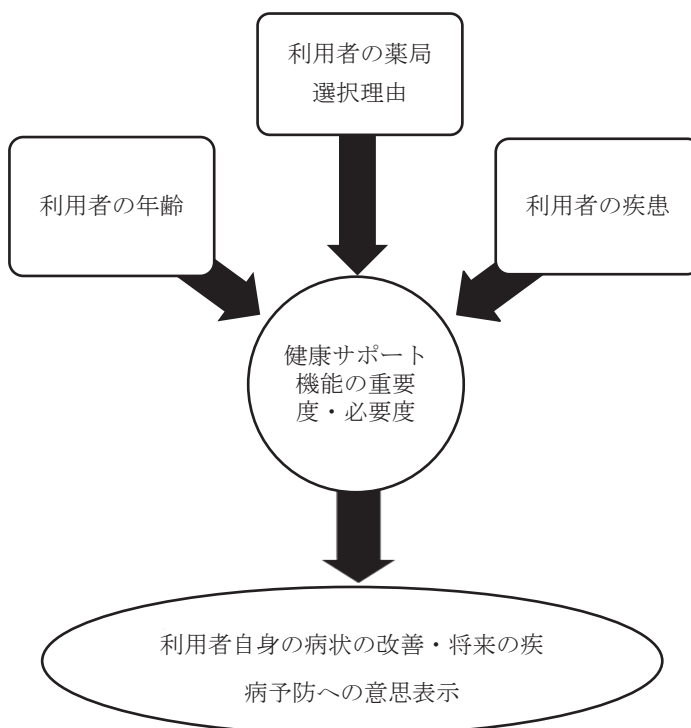 利用者の薬局
選択理由
利用者の年齢
利用者の疾患
健康サポート
機能の重要
度・必要度
利用者自身の病状の改善・将来の疾
病予防への意思表示